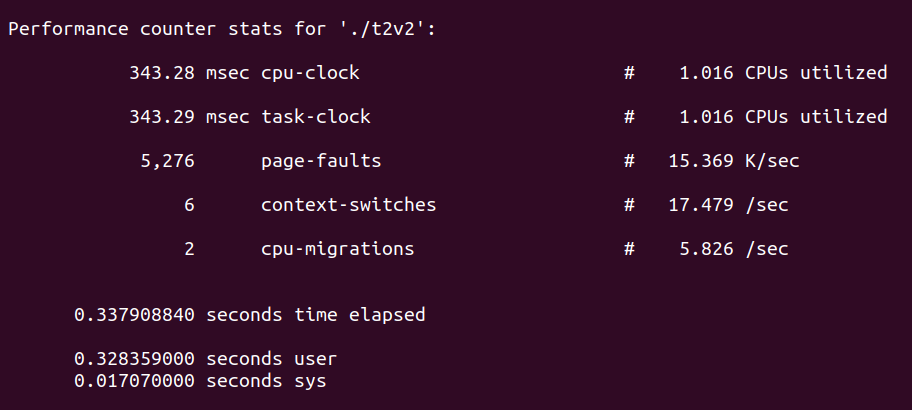 Performance counter stats for './t2v2':
343.28 msec cpu-clock # 1.016 CPUs utilized
343.29 msec task-clock # 1.016 CPUs utilized
5,276 page-faults # 15.369 K/sec
6 context-switches # 17.479 /sec
2 cpu-migrations # 5.826 /sec
0.337908840 seconds time elapsed
0.328359000 seconds user
0.017070000 seconds sys